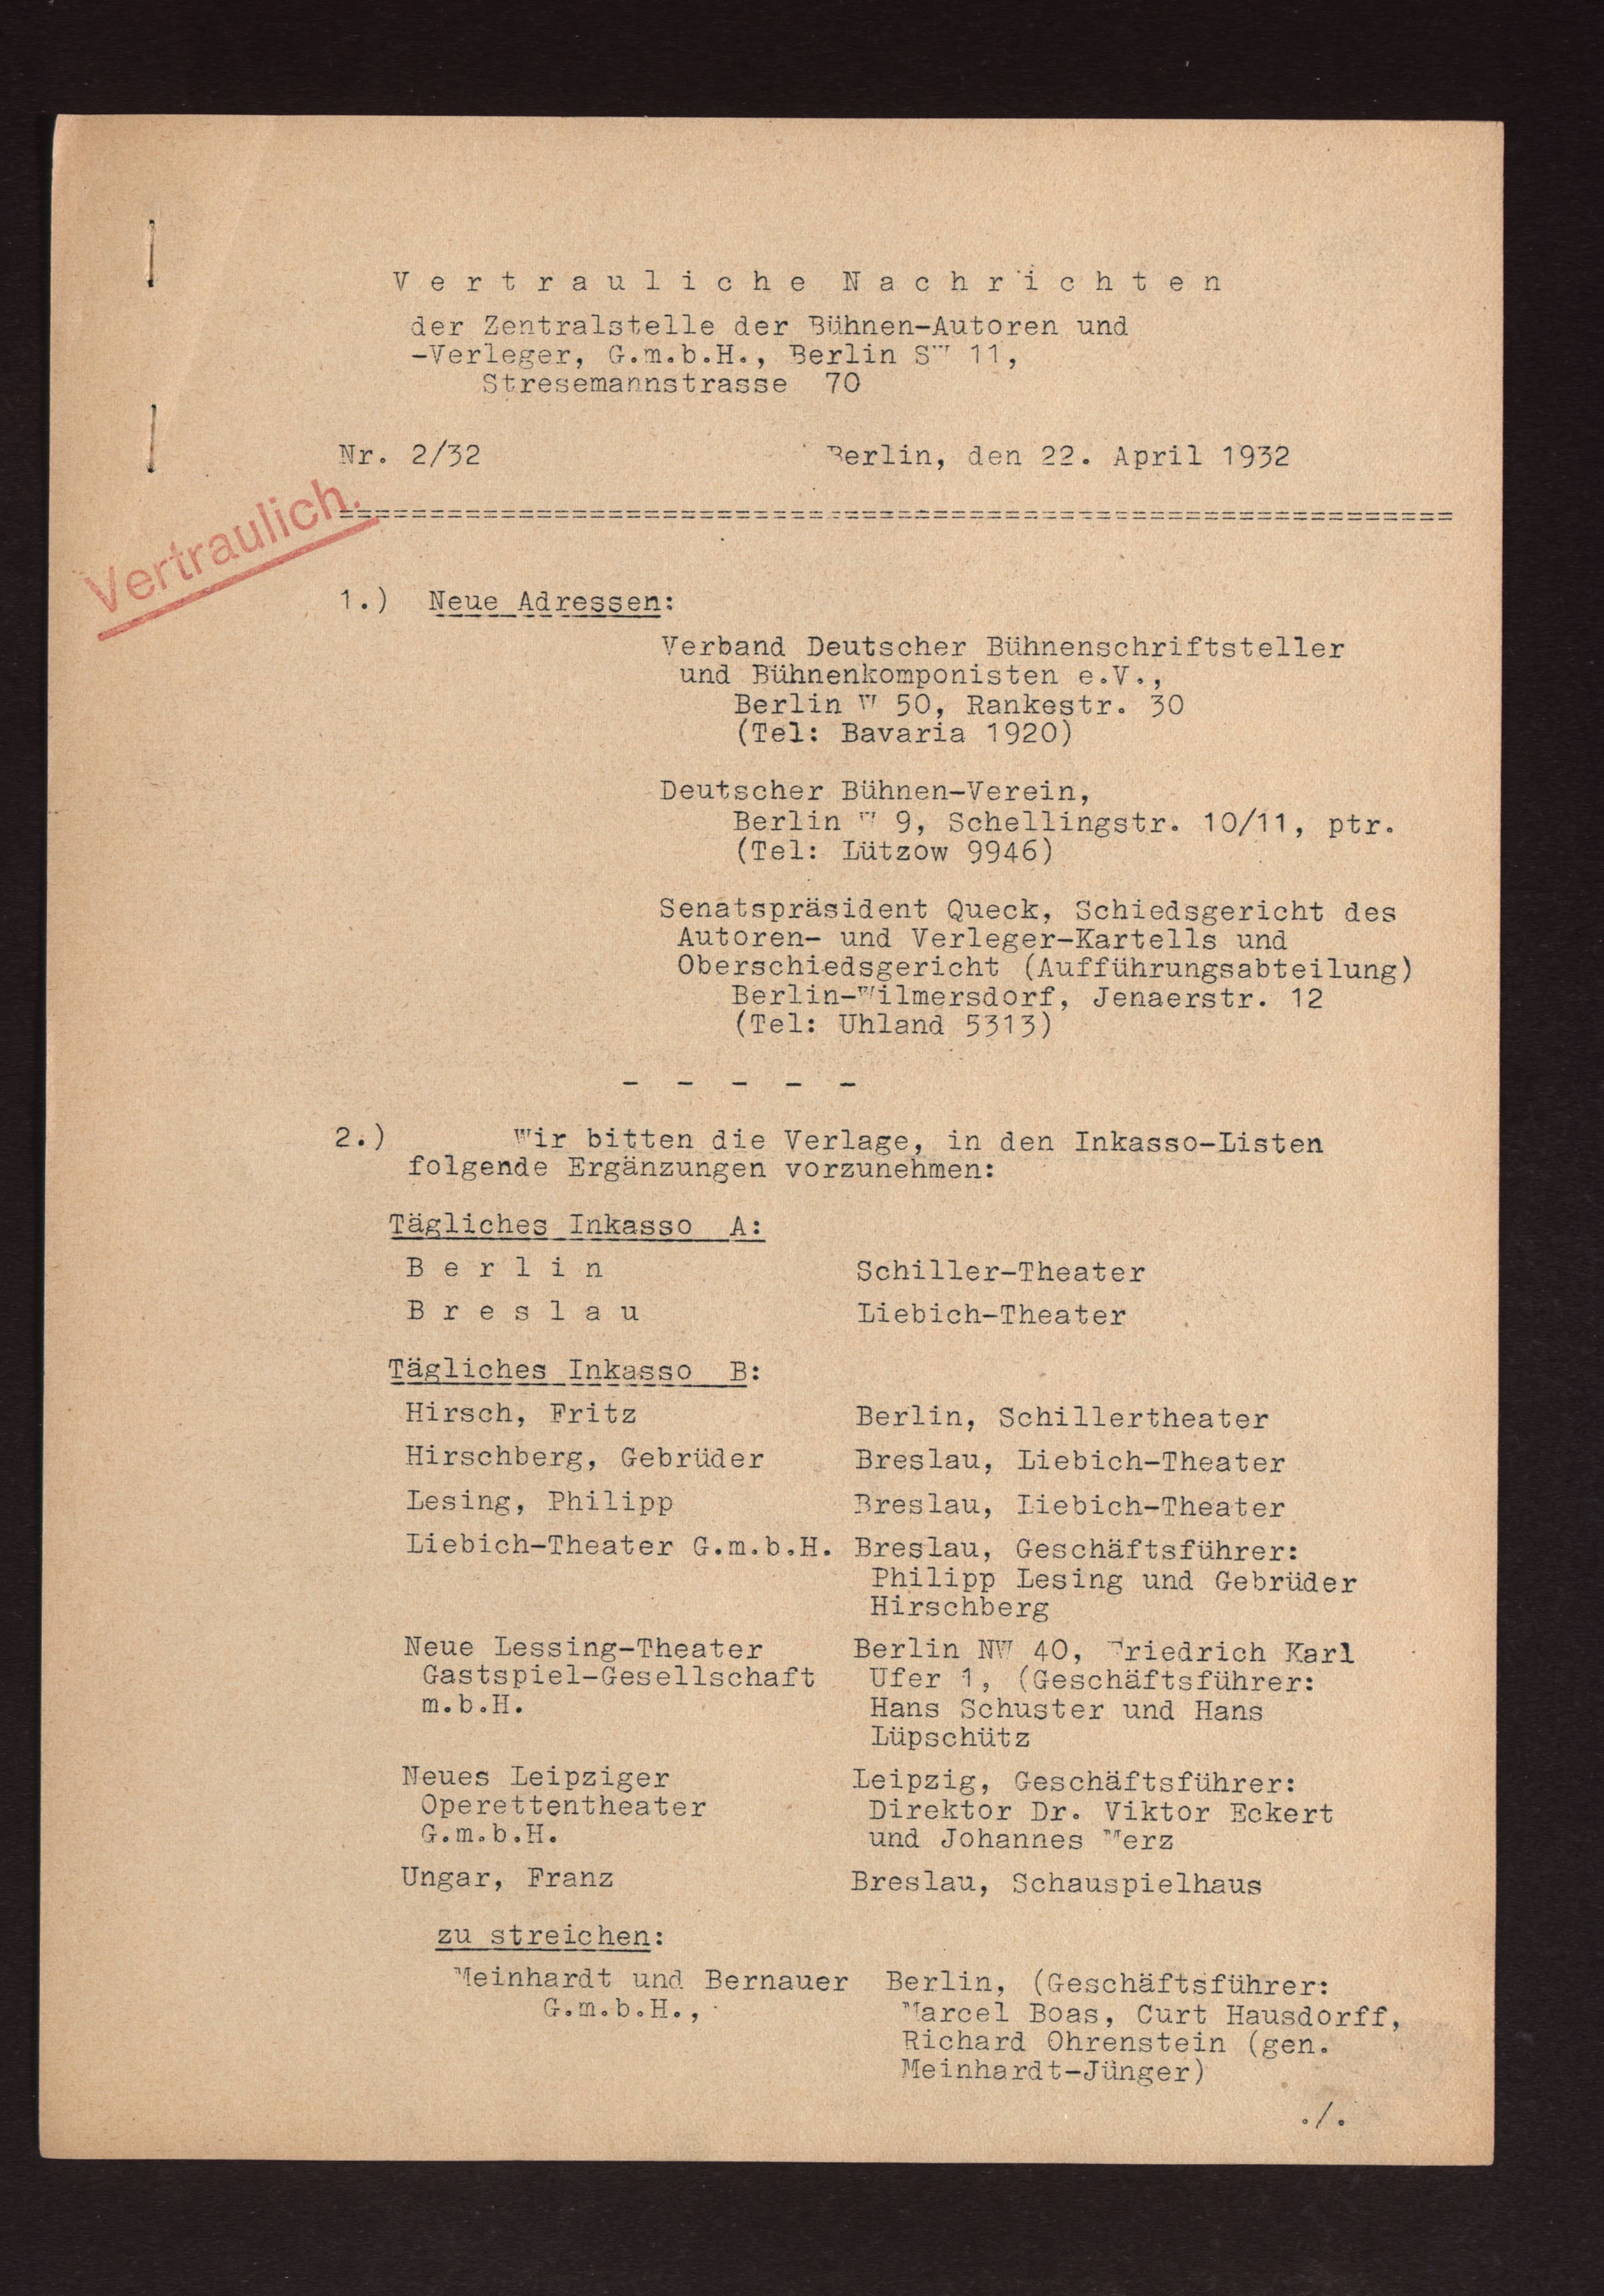 V e r t r a u l i c h e  N a c h r i c h t e n
der Zentralstelle der Bühnen-Autoren und
-Verleger, G.m.b.H., Berlin SW 11,
Stresemannstrasse 70
Nr. 2/32 Berlin, den 22. April 1932
==============================================================
Vertraulich.
1.) Neue Adressen:
Verband Deutscher Bühnenschriftsteller
und Bühnenkomponisten e.V.,
Berlin W 50, Rankestr. 30
(Tel: Bavaria 1920)
Deutscher Bühnen-Verein,
Berlin W 9, Schellingstr. 10/11, ptr.
(Tel: Lützow 9946)
Senatspräsident Queck, Schiedsgericht des
Autoren- und Verleger-Kartells und
Oberschiedsgericht (Aufführungsabteilung)
Berlin-Wilmersdorf, Jenaerstr. 12
(Tel: Uhland 5313)
- - - - -
2.) Wir bitten die Verlage, in den Inkasso-Listen
folgende Ergänzungen vorzunehmen:
Tägliches Inkasso A:
B e r l i n Schiller-Theater
B r e s l a u Liebich-Theater
Tägliches Inkasso B:
Hirsch, Fritz Berlin, Schillertheater
Hirschberg, Gebrüder Breslau, Liebich-Theater
Lesing, Philipp Breslau, Liebich-Theater
Liebich-Theater G.m.b.H. Breslau, Geschäftsführer:
Philipp Lesing und Gebrüder
Hirschberg
Neue Lessing-Theater Berlin NW 40, Friedrich Karl
Gastspiel-Gesellschaft Ufer 1, (Geschäftsführer:
m.b.H. Hans Schuster und Hans
Lüpschütz
Neues Leipziger Leipzig, Geschäftsführer:
Operettentheater Direktor Dr. Viktor Eckert
G.m.b.H. und Johannes Merz
Ungar, Franz Breslau, Schauspielhaus
zu streichen:
Meinhardt und Bernauer Berlin, (Geschäftsführer:
G.m.b.H., Marcel Boas, Curt Hausdorff,
Richard Ohrenstein (gen.
Meinhardt-Jünger)
./.